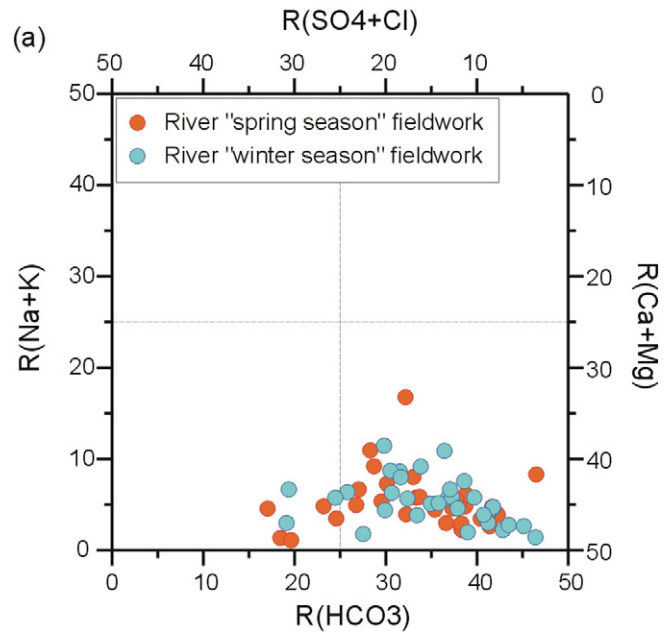 R(SO4+Cl)
(a)
50 40 30 20 10
50 0
River "spring season" fieldwork
River "winter season" fieldwork
40 10
30 20
R(Na+K)
R(Ca+Mg)
20 30
10 40
0 50
0 10 20 30 40 50
R(HCO3)